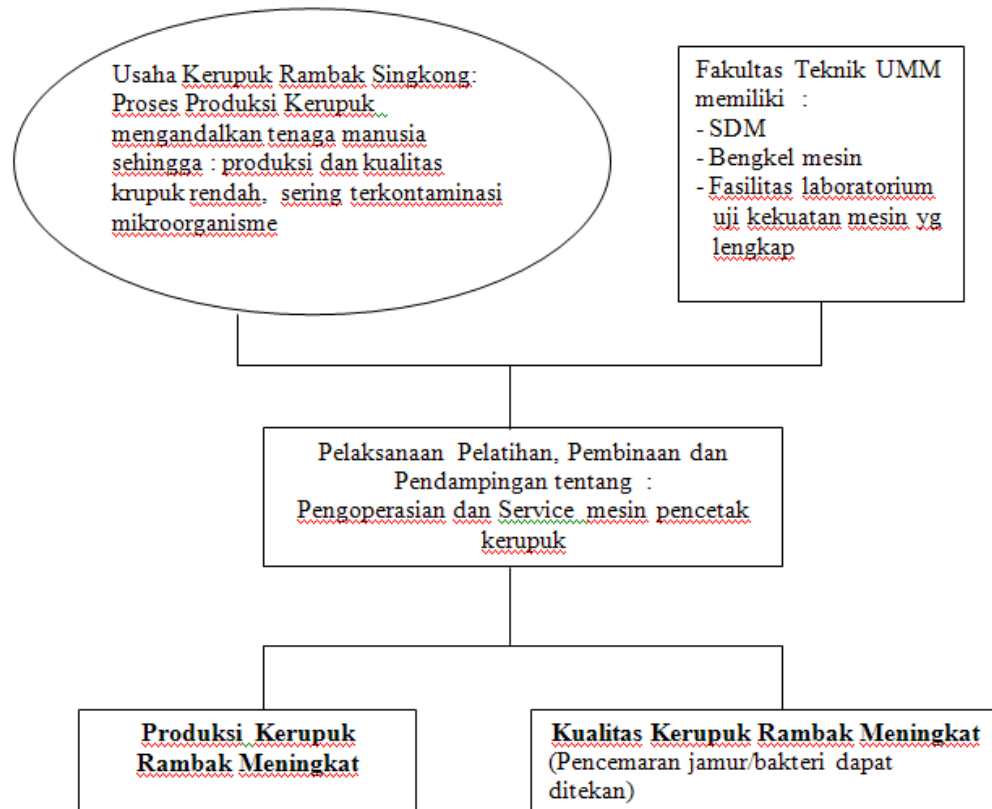 Usaha Kerupuk Rambak Singkong:
Proses Produksi Kerupuk
mengandalkan tenaga manusia
sehingga : produksi dan kualitas
krupuk rendah, sering terkontaminasi
mikroorganisme
Fakultas Teknik UMM
memiliki :
- SDM
- Bengkel mesin
- Fasilitas laboratorium
uji kekuatan mesin yg
lengkap
Pelaksanaan Pelatihan, Pembinaan dan
Pendampingan tentang :
Pengoperasian dan Service mesin pencetak
kerupuk
Produksi Kerupuk
Rambak Meningkat
Kualitas Kerupuk Rambak Meningkat
(Pencemaran jamur/bakteri dapat
ditekan)